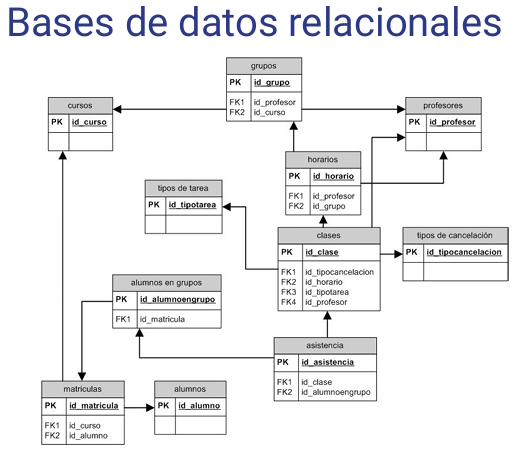 Bases de datos relacionales
grupos
PK id_grupo
FK1 id_profesor
FK2 id_curso
cursos
PK id_curso
profesores
PK id_profesor
horarios
PK id_horario
FK1 id_profesor
FK2 id_grupo
tipos de tarea
PK id_tipotarea
clases
PK id_clase
FK1 id_tipocancelacion
FK2 id_horario
FK3 id_tipotarea
FK4 id_profesor
tipos de cancelación
PK id_tipocancelacion
alumnos en grupos
PK id_alumnoengrupo
FK1 id_matricula
asistencia
PK id_asistencia
FK1 id_clase
FK2 id_alumnoengrupo
matriculas
PK id_matricula
FK1 id_curso
FK2 id_alumno
alumnos
PK id_alumno